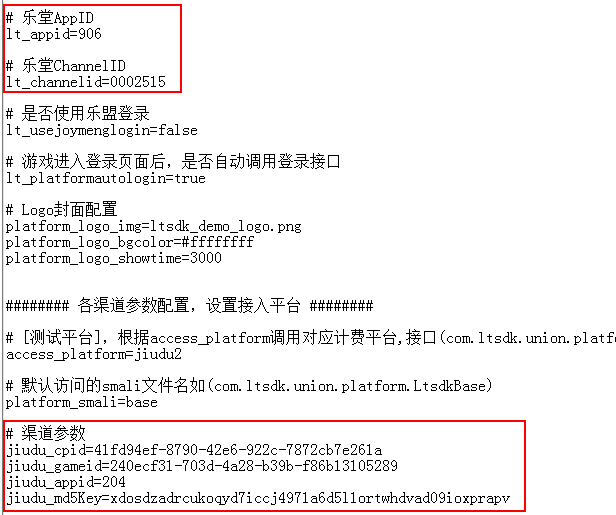 # 乐堂AppID
lt_appid=906
# 乐堂ChannelID
lt_channelid=0002515
# 是否使用乐盟登录
lt_usejoymenglogin=false
# 游戏进入登录页面后，是否自动调用登录接口
lt_platformautologin=true
# Logo封面配置
platform_logo_img=ltsdk_demo_logo.png
platform_logo_bgcolor=#ffffffff
platform_logo_showtime=3000
######## 各渠道参数配置，设置接入平台 ########
# [测试平台]，根据access_platform调用对应计费平台,接口(com.ltsdk.union.platfo
access_platform=jiudu2
# 默认访问的smali文件名如(com.ltsdk.union.platform.LtsdkBase)
platform_smali=base
# 渠道参数
jiudu_cpid=41fd94ef-8790-42e6-922c-7872cb7e261a
jiudu_gameid=240ecf31-703d-4a28-b39b-f86b13105289
jiudu_appid=204
jiudu_md5Key=xdosdzadrcukoqyd7iccj4971a6d5l1ortwhdvad09ioxprapv